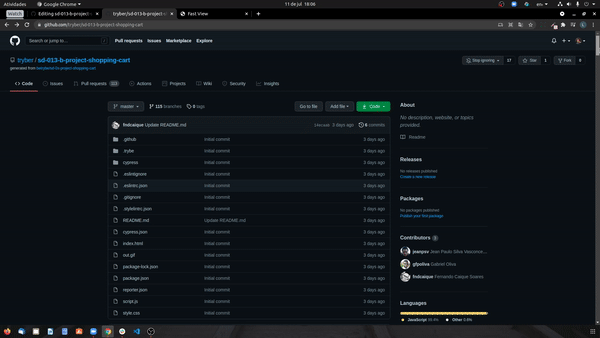 Atividades Google Chrome 11 de jul 18:06
Watch Editing sd-013-b-project- tryber/sd-013-b-project-s Fast View
github.com/tryber/sd-013-b-project-shopping-cart
Search or jump to... Pull requests Issues Marketplace Explore
tryber / sd-013-b-project-shopping-cart
Stop ignoring 27 Star 1 Fork 0
Code Issues Pull requests Actions Projects Wiki Security Insights
master 115 branches 0 tags Go to file Add file Code
fndcaique Update README.md 3 days ago 6 commits
.github Initial commit 3 days ago
.trybe Initial commit 3 days ago
cypress Initial commit 3 days ago
.eslintignore Initial commit 3 days ago
.eslintrc.json Initial commit 3 days ago
.gitignore Initial commit 3 days ago
.stylelintrc.json Initial commit 3 days ago
README.md Update README.md 3 days ago
cypress.json Initial commit 3 days ago
index.html Initial commit 3 days ago
out.gif Initial commit 3 days ago
package-lock.json Initial commit 3 days ago
package.json Initial commit 3 days ago
reporter.json Initial commit 3 days ago
script.js Initial commit 3 days ago
style.css Initial commit 3 days ago
About
No description, website, or topics
provided.
Readme
Releases
No releases published
Create a new release
Packages
No packages published
Publish your first package
Contributors 3
jeanpsv Jean Paulo Silva Vasconce...
gfpoliva Gabriel Oliva
fndcaique Fernando Caique Soares
Languages
JavaScript Other